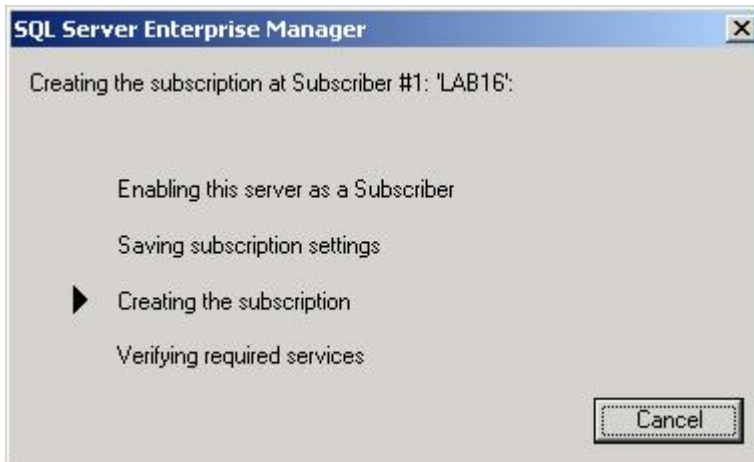 SQL Server Enterprise Manager
Creating the subscription at Subscriber #1: 'LAB16':
Enabling this server as a Subscriber
Saving subscription settings
Creating the subscription
Verifying required services
Cancel